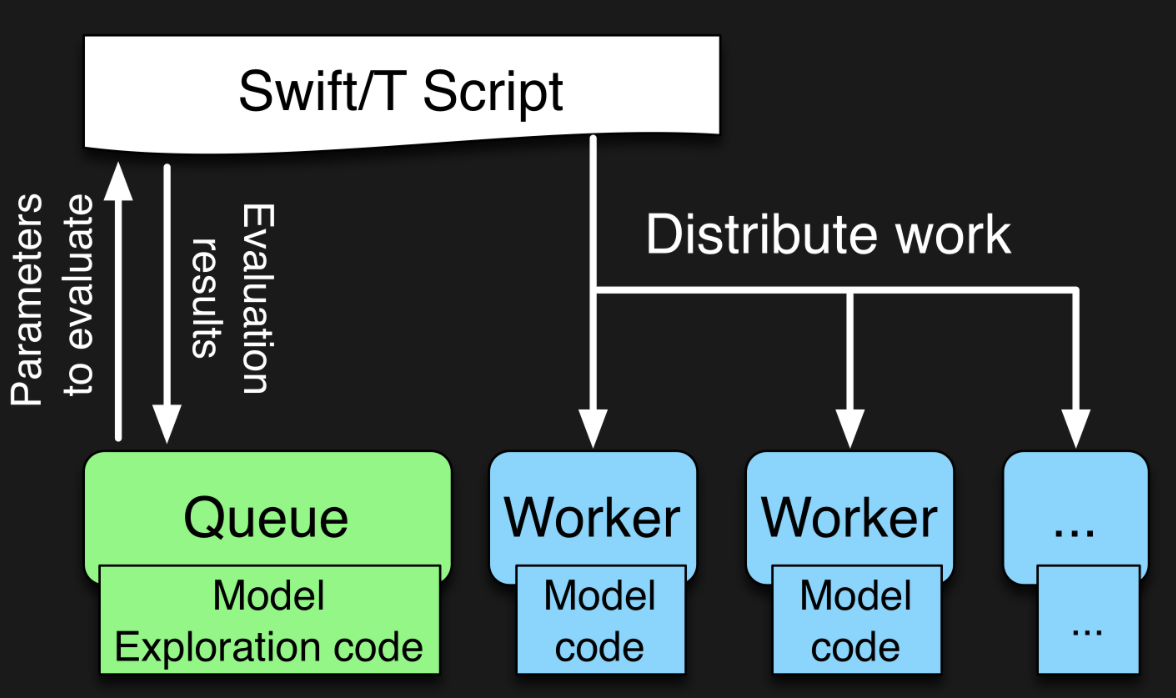 Swift/T Script
Parameters
to evaluate
Evaluation
results
Distribute work
Queue
Model
Exploration code
Worker
Model
code
Worker
Model
code
...
...